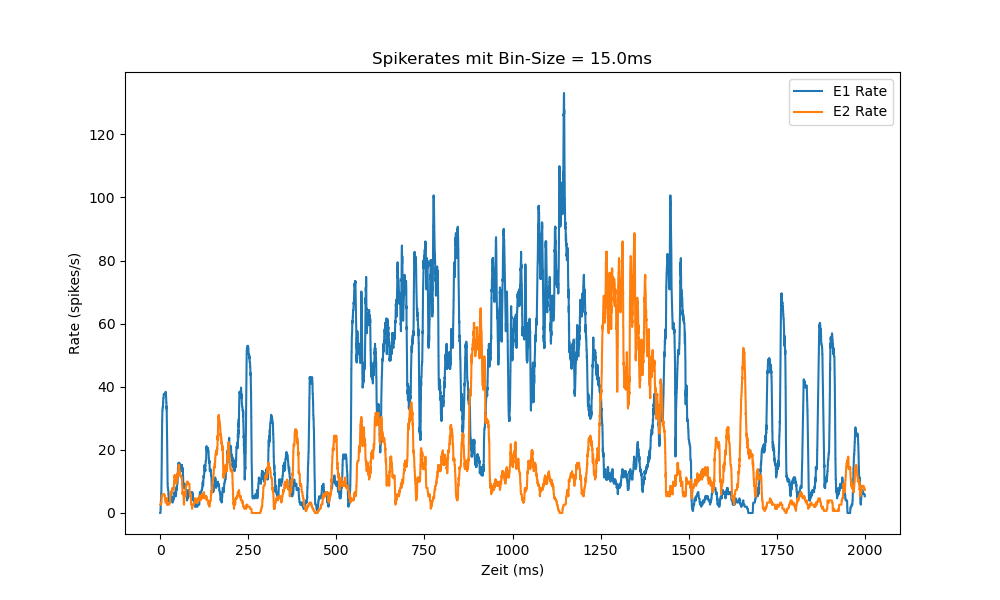 Spikerates mit Bin-Size = 15.0ms
E1 Rate
E2 Rate
120
100
80
60
40
20
0
Rate (spikes/s)
0 250 500 750 1000 1250 1500 1750 2000
Zeit (ms)